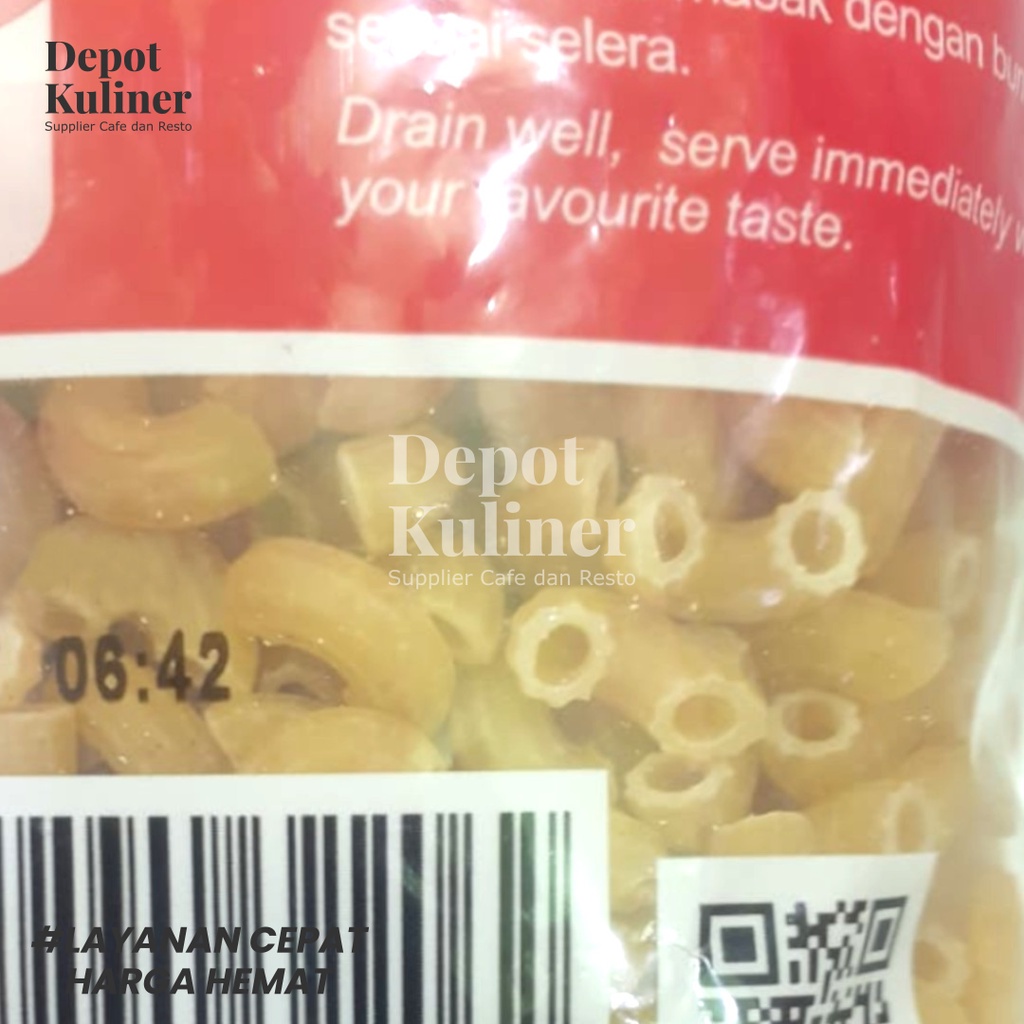 Depot
Kuliner
Supplier Cafe dan Resto
dengan
selera.
Drain well, serve immediately
your favourite taste.
Depot
Kuliner
Supplier Cafe dan Resto
06:42
#LAYANAN CEPAT
HARGA HEMAT